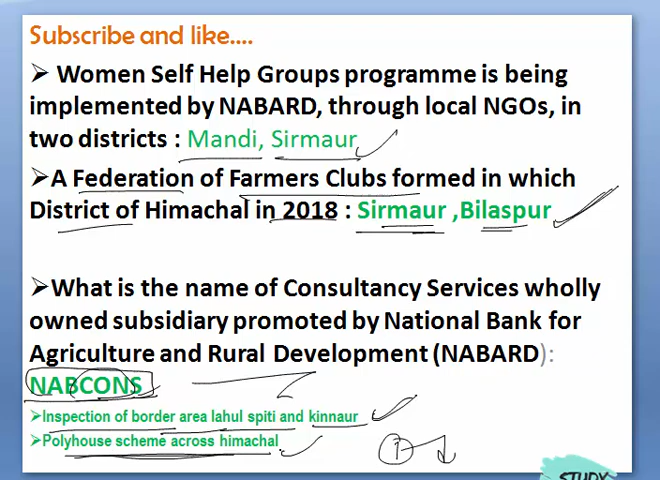 Subscribe and like....
➤ Women Self Help Groups programme is being
implemented by NABARD, through local NGOs, in
two districts : Mandi, Sirmaur
➤A Federation of Farmers Clubs formed in which
District of Himachal in 2018 : Sirmaur ,Bilaspur
➤What is the name of Consultancy Services wholly
owned subsidiary promoted by National Bank for
Agriculture and Rural Development (NABARD):
NABCONS
➤Inspection of border area lahul spiti and kinnaur
➤Polyhouse scheme across himachal
1
STUDY